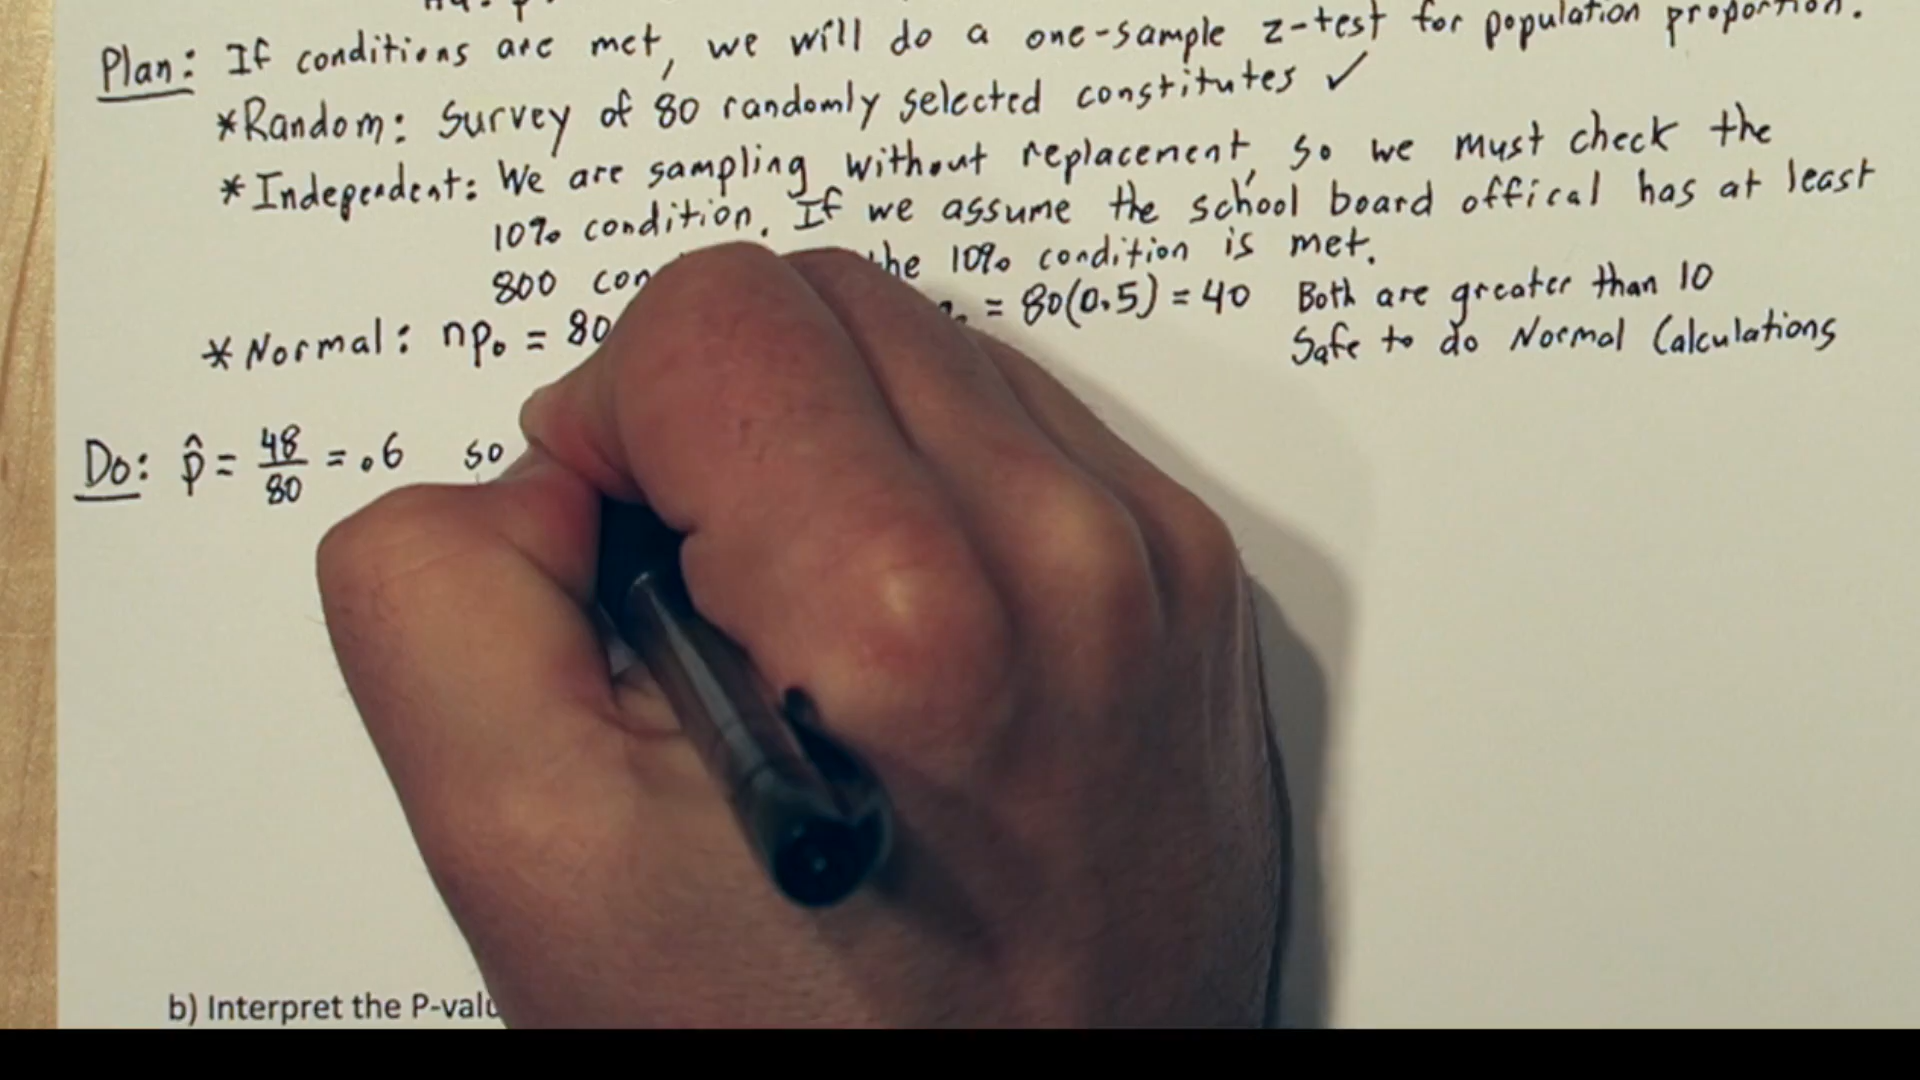 Plan: If conditions are met, we will do a one-sample z-test for population proportion.
*Random: Survey of 80 randomly selected constitutes ✓
*Independent: We are sampling without replacement, so we must check the
10% condition. If we assume the school board offical has at least
800 con the 10% condition is met.
*Normal: np₀ = 80 = 80(0.5) = 40 Both are greater than 10
Safe to do Normal Calculations
Do: p̂ = 48/80 = .6 so
b) Interpret the P-valu